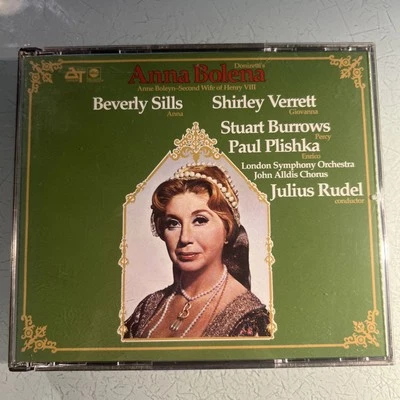 Donizetti's
Anna Bolena
Anne Boleyn-Second Wife of Henry VIII
Beverly Sills
Anna
Shirley Verrett
Giovanna
Stuart Burrows
Percy
Paul Plishka
Enrico
London Symphony Orchestra
John Alldis Chorus
Julius Rudel
conductor